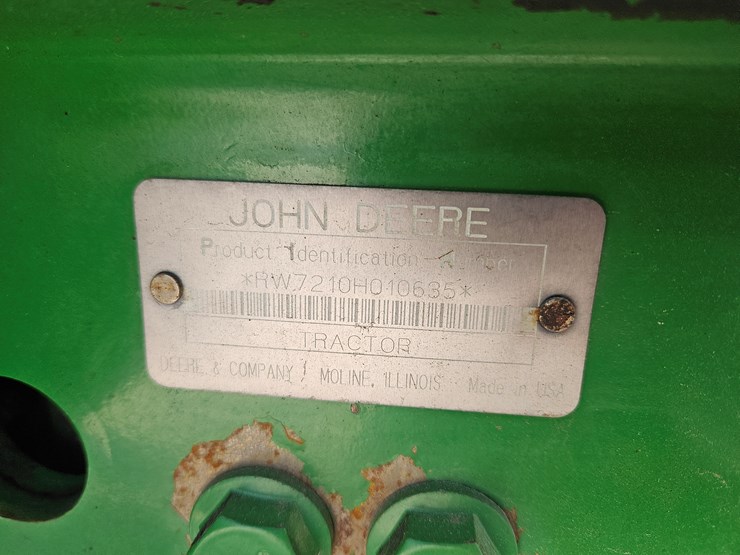 JOHN DEERE
Product Identification Number
*RW7210H010635*
TRACTOR
DEERE & COMPANY MOLINE, ILLINOIS Made in USA